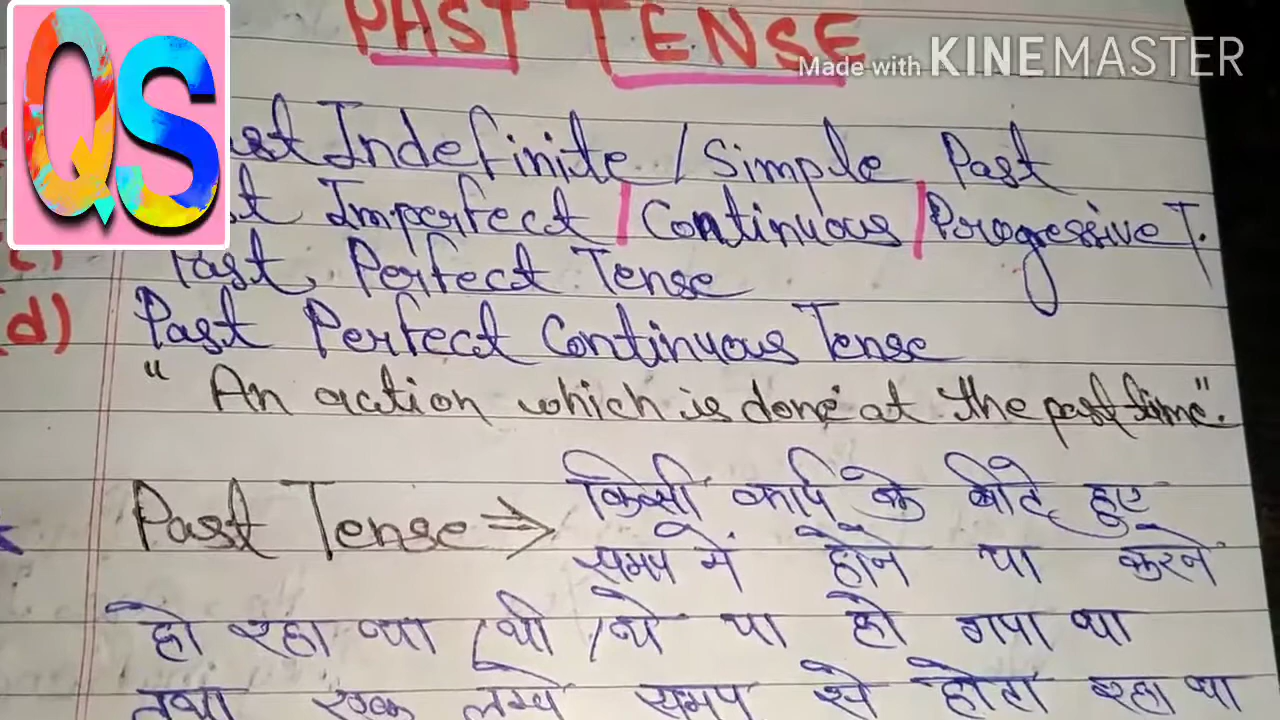 PAST TENSE
Made with KINEMASTER
QS
ast Indefinite / Simple Past
st Imperfect / Continuous / Progressive T.
c) Past Perfect Tense
(d) Past Perfect Continuous Tense
" An action which is done at the past time".
Past Tense ⇒ किसी कार्य के बीते हुए
समय में होने या करने
हो रहा था /थी /थे या हो गया था
तथा एक लम्बे समय से होता रहा था